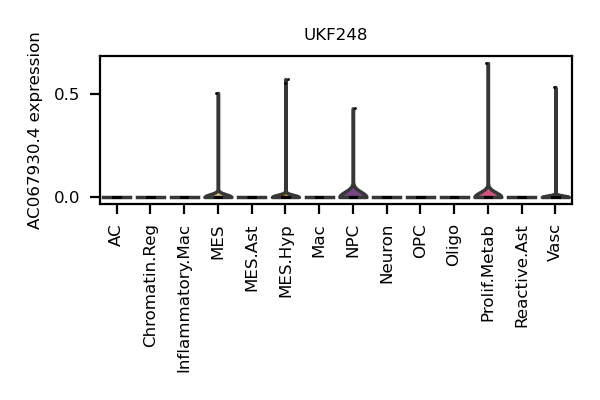 UKF248
AC067930.4 expression
0.5
0.0
AC
Chromatin.Reg
Inflammatory.Mac
MES
MES.Ast
MES.Hyp
Mac
NPC
Neuron
OPC
Oligo
Prolif.Metab
Reactive.Ast
Vasc